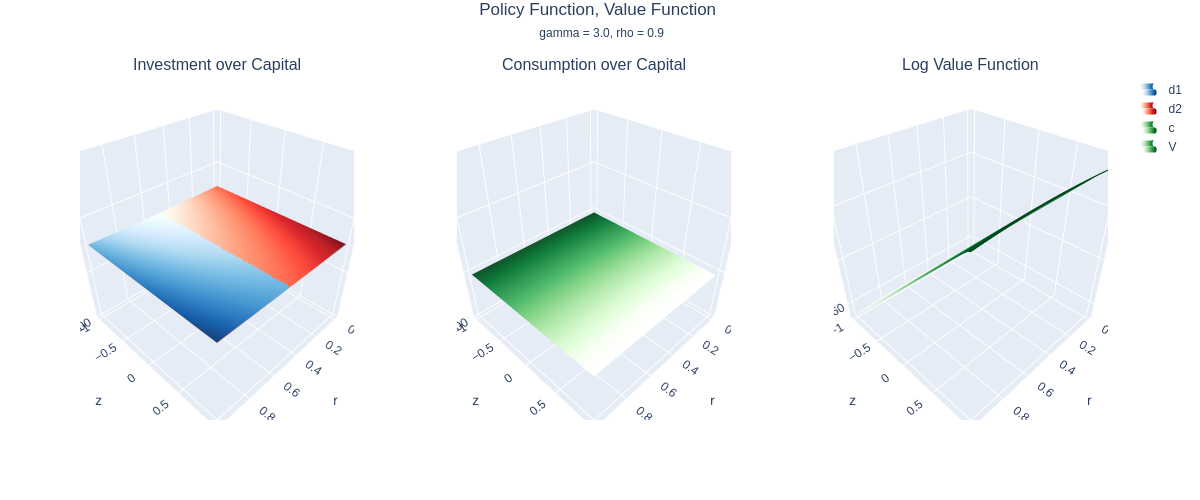 Policy Function, Value Function
gamma = 3.0, rho = 0.9
Investment over Capital
Consumption over Capital
Log Value Function
d1
d2
c
V
−0.5
0
0.5
z
0.2
0.4
0.6
0.8
r
−0.5
0
0.5
z
0
0.2
0.4
0.6
0.8
r
−1
−0.5
0
0.5
z
0
0.2
0.4
0.6
0.8
r